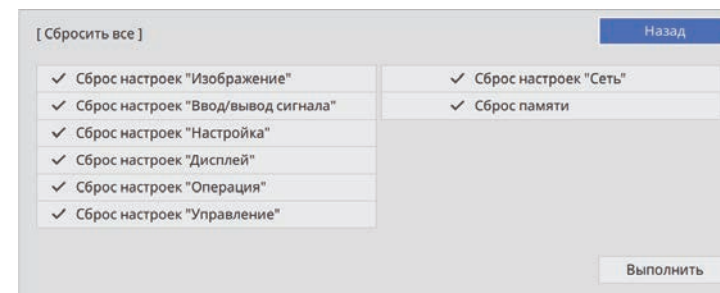 [ Сбросить все ]
Назад
Сброс настроек "Изображение"
Сброс настроек "Ввод/вывод сигнала"
Сброс настроек "Настройка"
Сброс настроек "Дисплей"
Сброс настроек "Операция"
Сброс настроек "Управление"
Сброс настроек "Сеть"
Сброс памяти
Выполнить